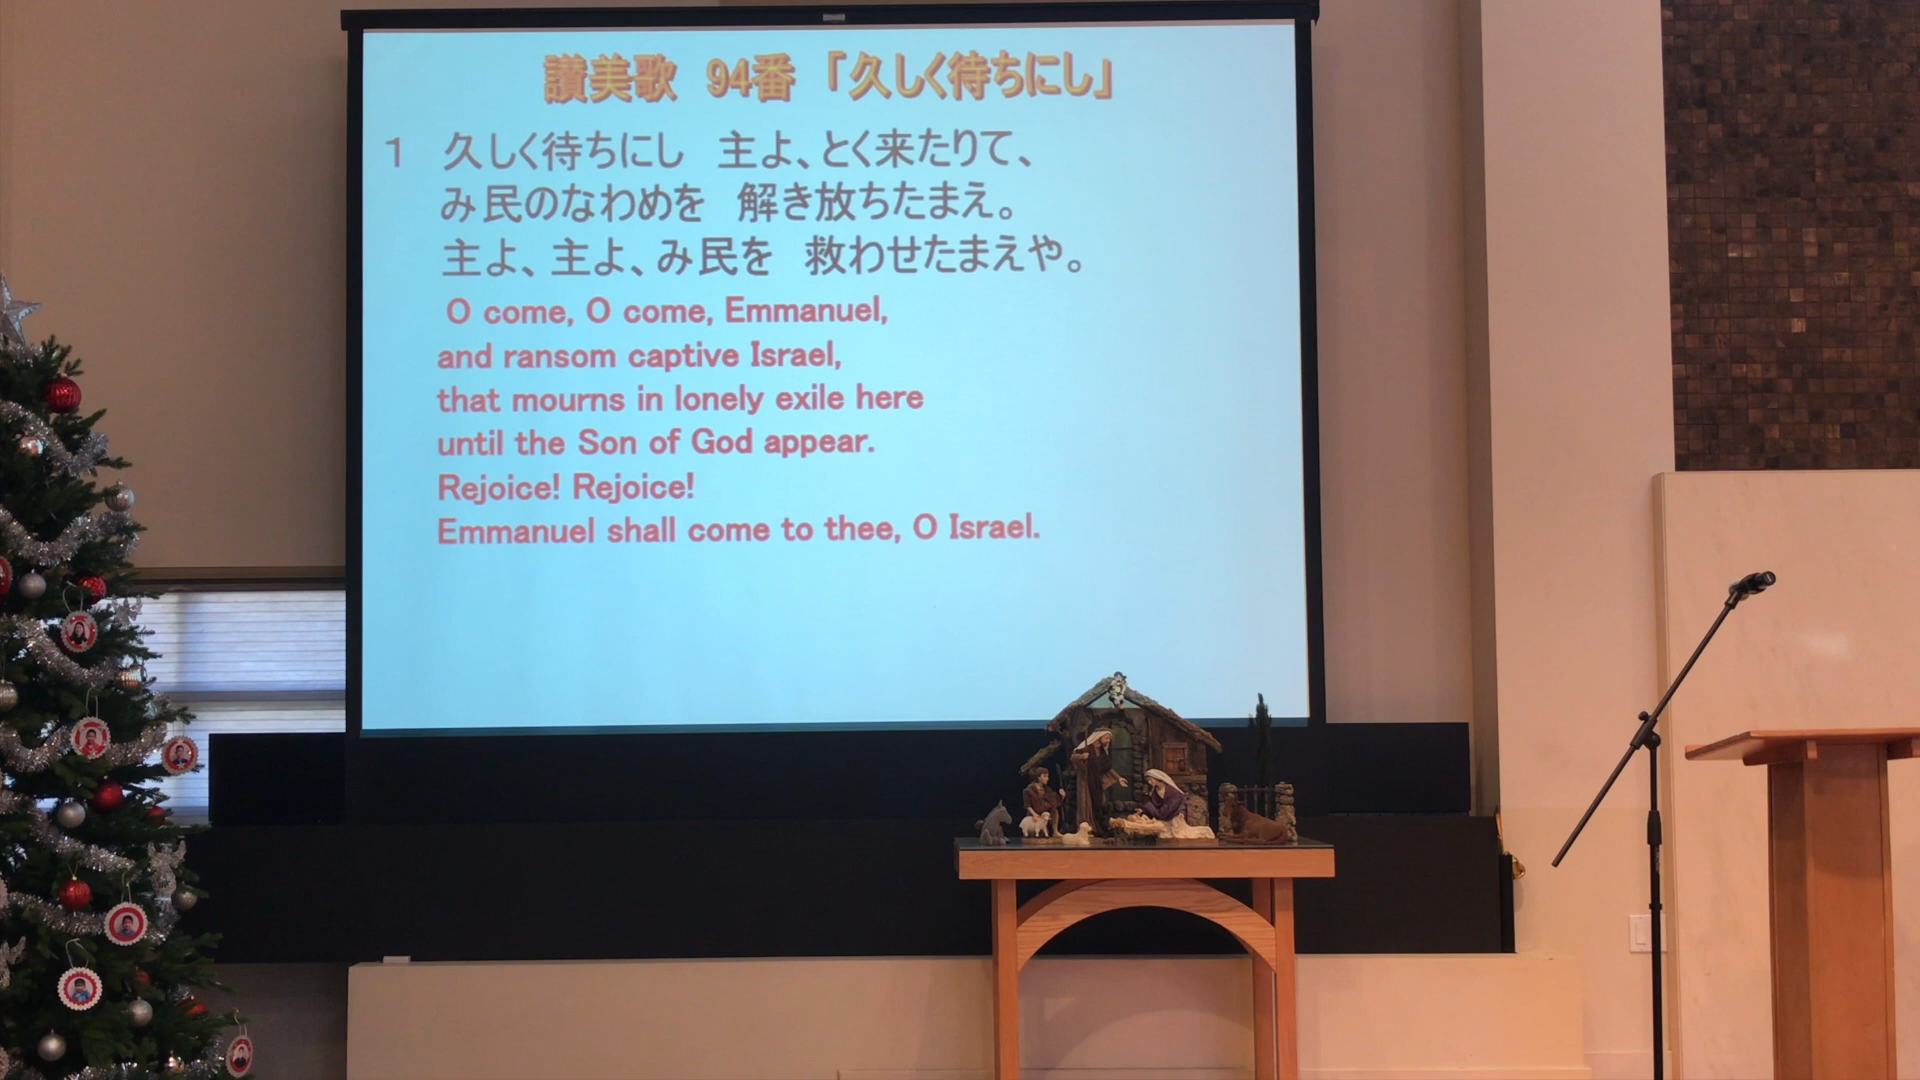 讃美歌 94番 「久しく待ちにし」
1 久しく待ちにし 主よ、とく来たりて、
み民のなわめを 解き放ちたまえ。
主よ、主よ、み民を 救わせたまえや。
O come, O come, Emmanuel,
and ransom captive Israel,
that mourns in lonely exile here
until the Son of God appear.
Rejoice! Rejoice!
Emmanuel shall come to thee, O Israel.